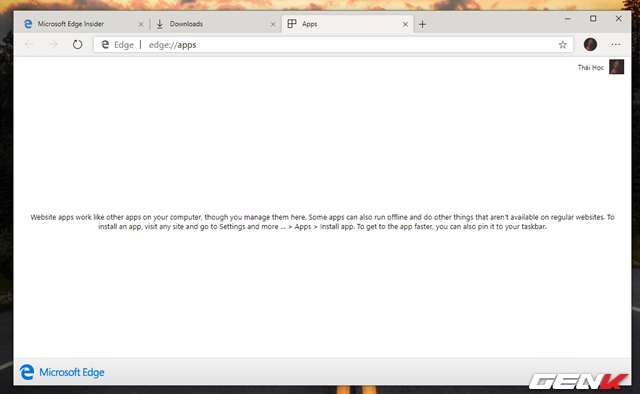 Microsoft Edge Insider
Downloads
Apps
Edge
edge://apps
Thái Học
Website apps work like other apps on your computer, though you manage them here. Some apps can also run offline and do other things that aren't available on regular websites. To
install an app, visit any site and go to Settings and more ... > Apps > Install app. To get to the app faster, you can also pin it to your taskbar.
Microsoft Edge
GENK